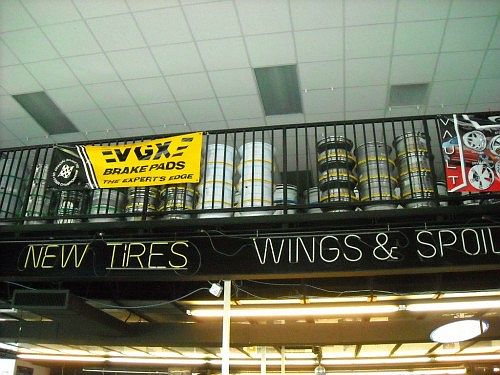 EVGX
BRAKE PADS
THE EXPERT'S EDGE
NEW TIRES
WINGS & SPOIL